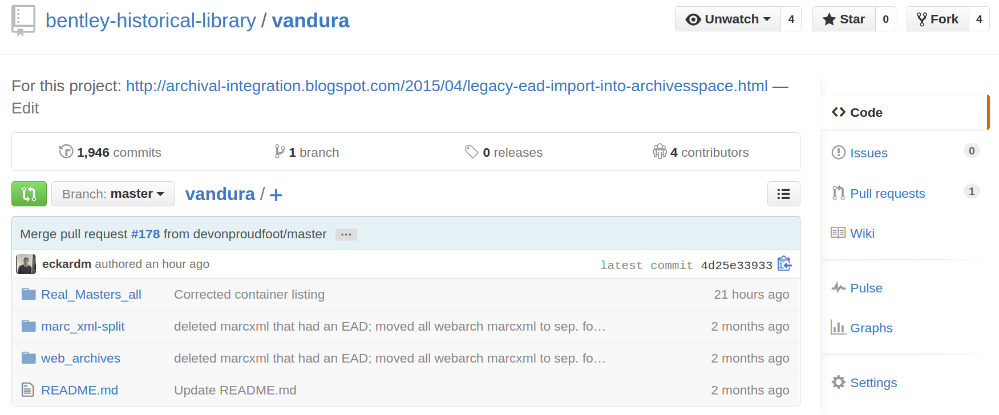 bentley-historical-library / vandura
Unwatch 4 Star 0 Fork 4
For this project: http://archival-integration.blogspot.com/2015/04/legacy-ead-import-into-archivesspace.html —
Edit
1,946 commits 1 branch 0 releases 4 contributors
Branch: master vandura / +
Merge pull request #178 from devonproudfoot/master ...
eckardm authored an hour ago latest commit 4d25e33933
Real_Masters_all Corrected container listing 21 hours ago
marc_xml-split deleted marcxml that had an EAD; moved all webarch marcxml to sep. fo… 2 months ago
web_archives deleted marcxml that had an EAD; moved all webarch marcxml to sep. fo… 2 months ago
README.md Update README.md 2 months ago
Code
Issues 0
Pull requests 1
Wiki
Pulse
Graphs
Settings